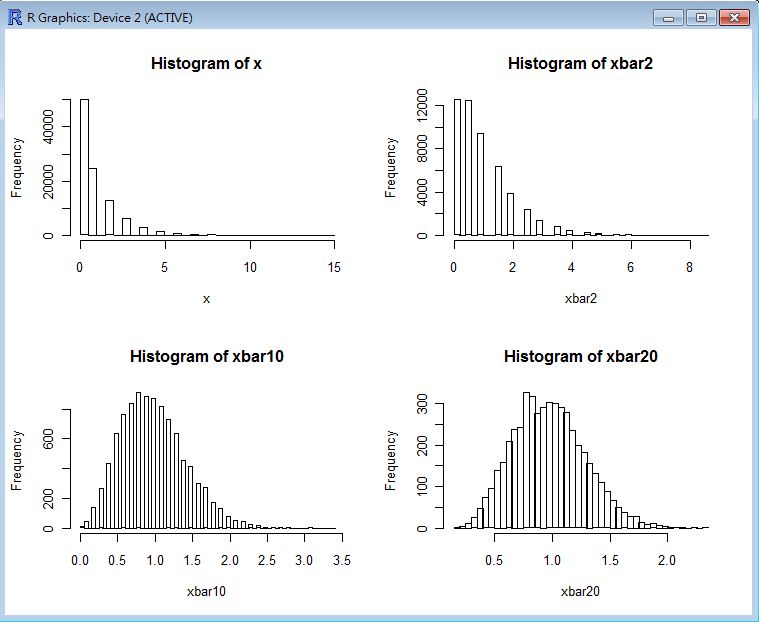 R Graphics: Device 2 (ACTIVE)
Histogram of x
Frequency
0 20000 40000
0 5 10 15
x
Histogram of xbar2
Frequency
0 4000 8000 12000
0 2 4 6 8
xbar2
Histogram of xbar10
Frequency
0 200 600
0.0 0.5 1.0 1.5 2.0 2.5 3.0 3.5
xbar10
Histogram of xbar20
Frequency
0 100 200 300
0.5 1.0 1.5 2.0
xbar20